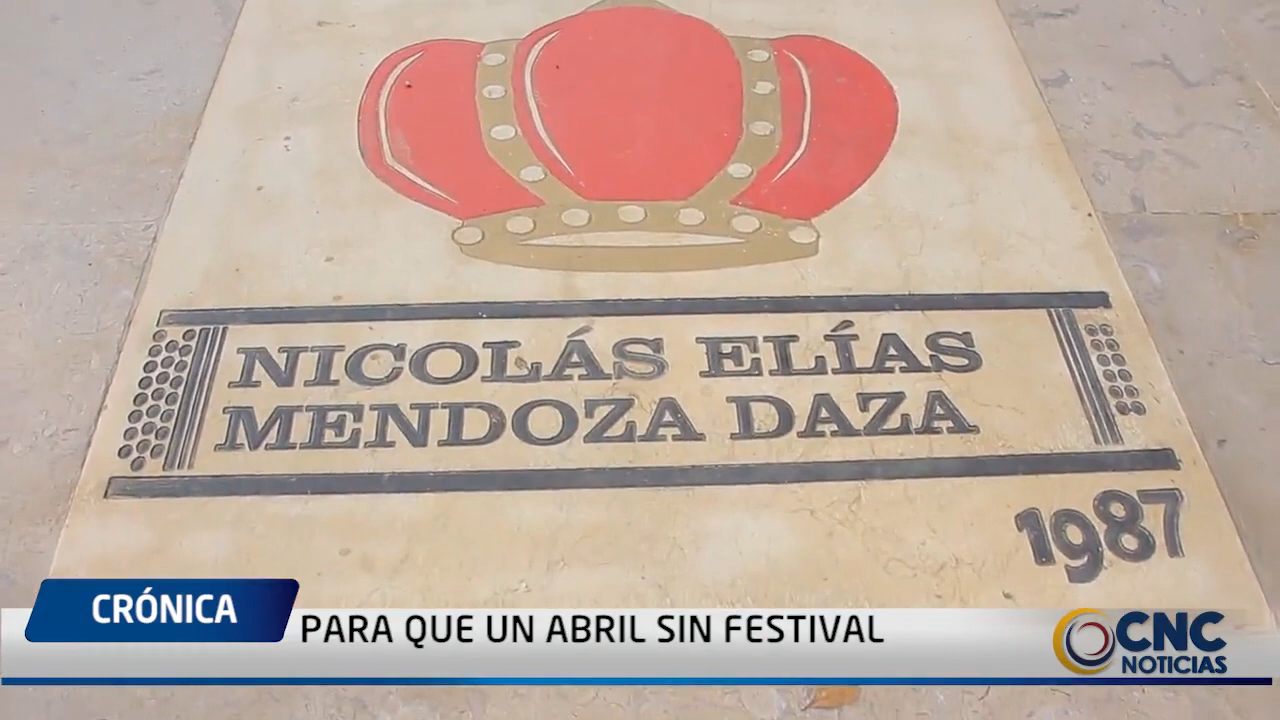 NICOLÁS ELÍAS
MENDOZA DAZA
1987
CRÓNICA
PARA QUE UN ABRIL SIN FESTIVAL
CNC
NOTICIAS